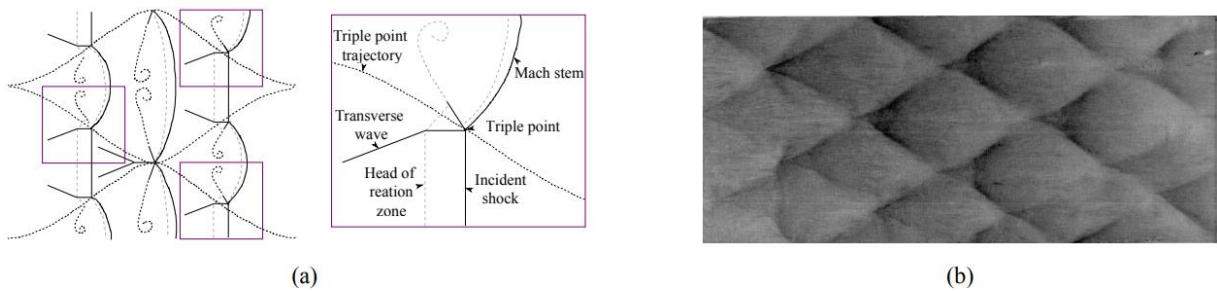 Triple point
trajectory
Mach stem
Transverse
wave
Triple point
Head of
reation
zone
Incident
shock
(a)
(b)